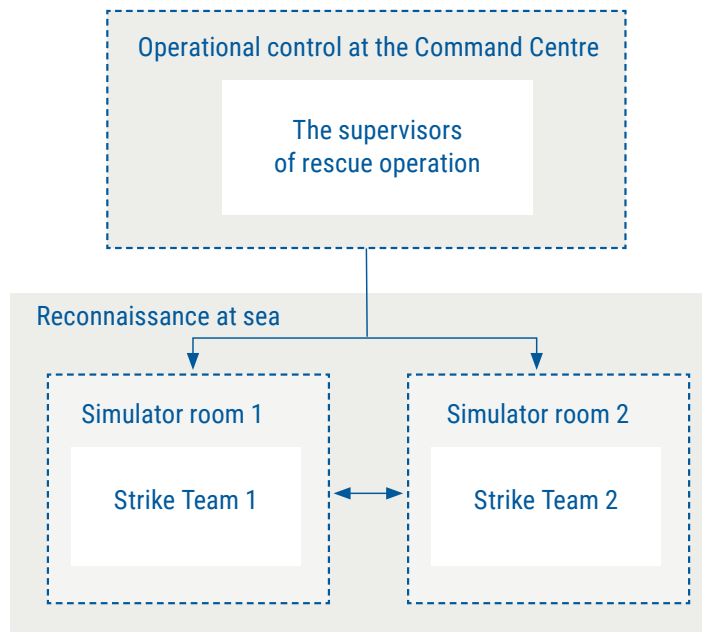 Operational control at the Command Centre
The supervisors
of rescue operation
Reconnaissance at sea
Simulator room 1
Simulator room 2
Strike Team 1
Strike Team 2